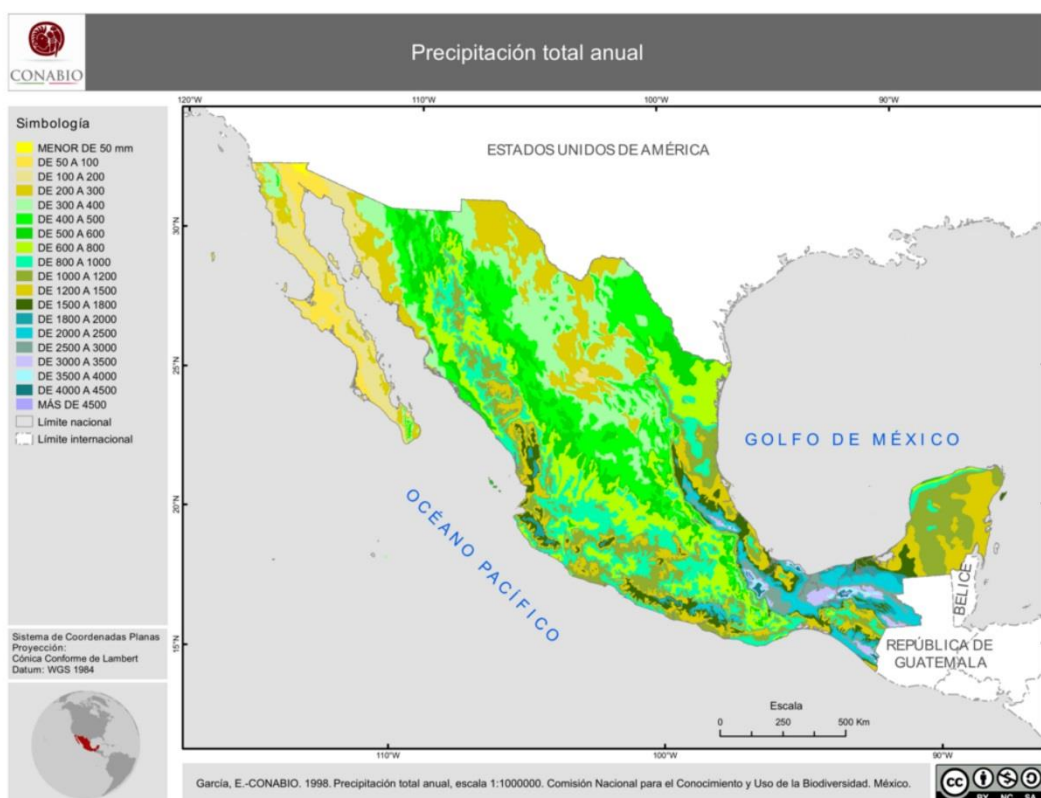 CONABIO
Precipitación total anual
120°W
110°W
100°W
90°W
Simbología
MENOR DE 50 mm
DE 50 A 100
DE 100 A 200
DE 200 A 300
DE 300 A 400
DE 400 A 500
DE 500 A 600
DE 600 A 800
DE 800 A 1000
DE 1000 A 1200
DE 1200 A 1500
DE 1500 A 1800
DE 1800 A 2000
DE 2000 A 2500
DE 2500 A 3000
DE 3000 A 3500
DE 3500 A 4000
DE 4000 A 4500
MÁS DE 4500
Límite nacional
Límite internacional
ESTADOS UNIDOS DE AMÉRICA
30°N
25°N
20°N
15°N
GOLFO DE MÉXICO
OCÉANO PACÍFICO
BELICE
REPÚBLICA DE
GUATEMALA
Escala
0 250 500 Km
110°W
100°W
90°W
Sistema de Coordenadas Planas
Proyección:
Cónica Conforme de Lambert
Datum: WGS 1984
García, E.-CONABIO. 1998. Precipitación total anual, escala 1:1000000. Comisión Nacional para el Conocimiento y Uso de la Biodiversidad. México.
cc
BY NC SA